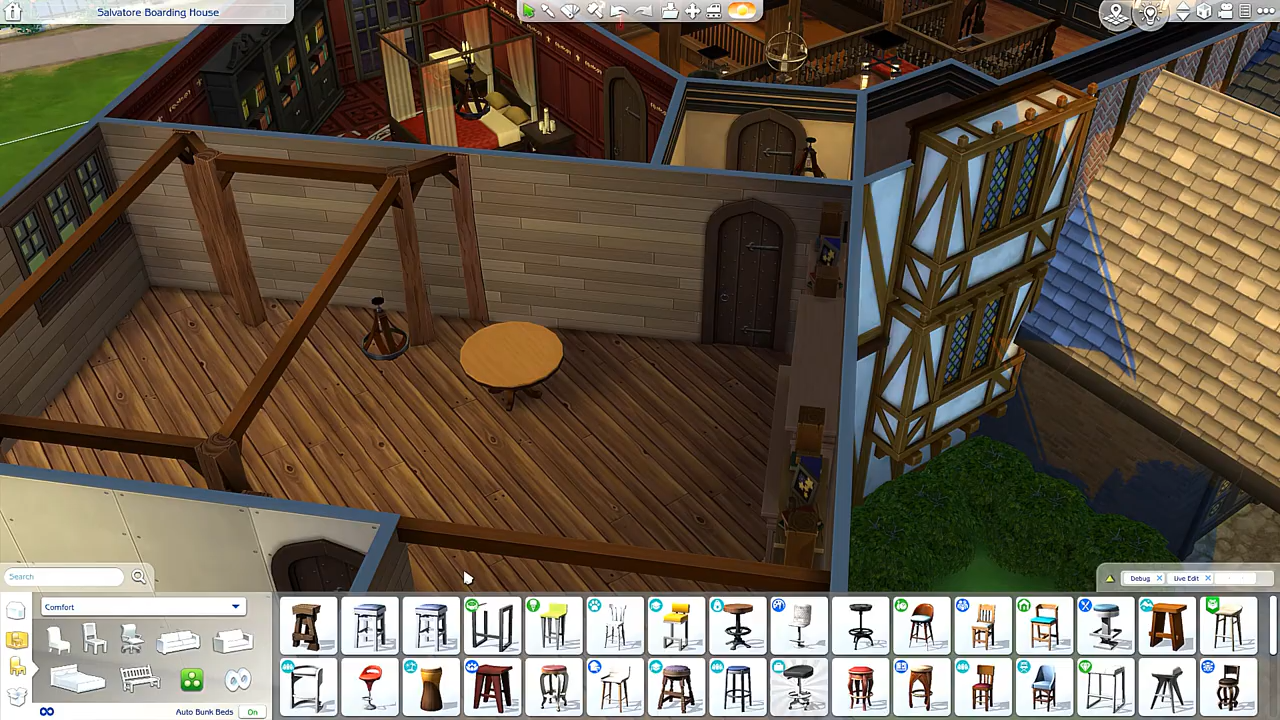 Salvatore Boarding House
Search
Comfort
Debug
Live Edit
Auto Bunk Beds
On